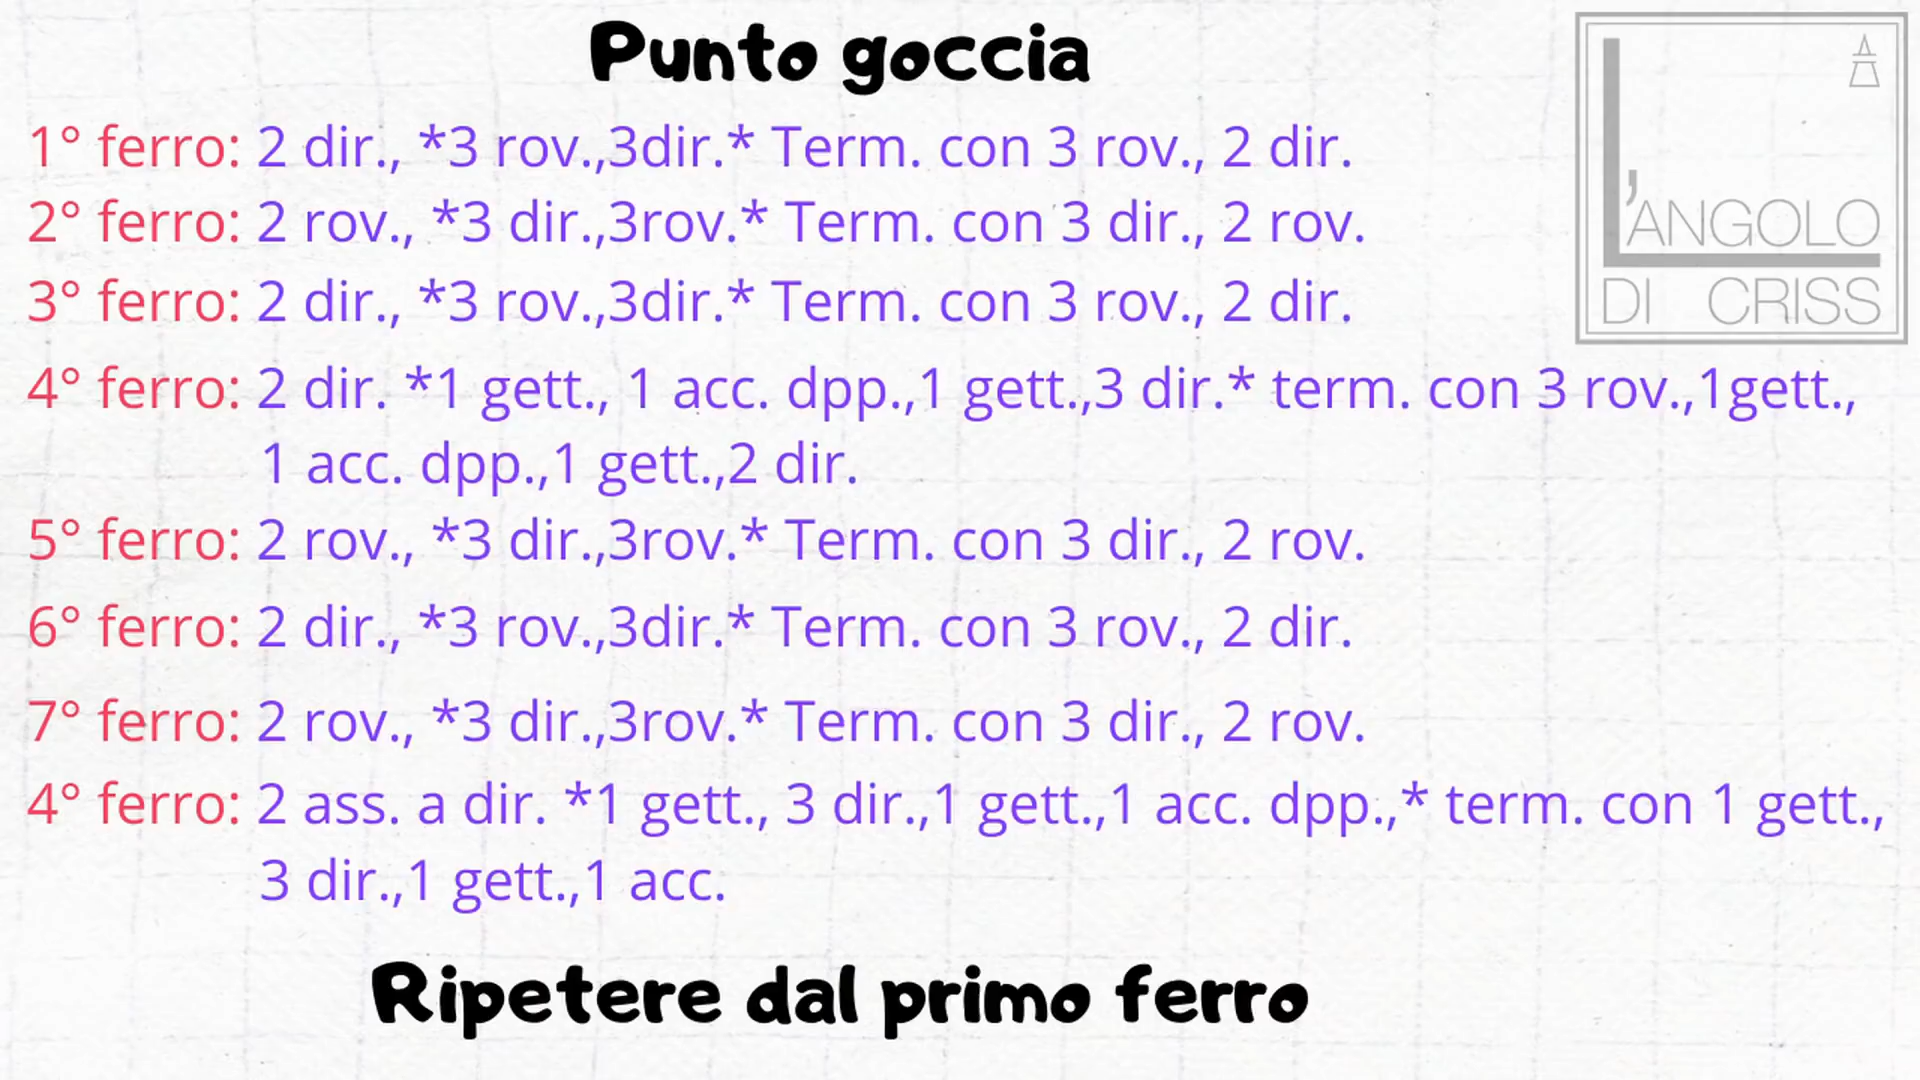 Punto goccia
1° ferro: 2 dir., *3 rov.,3dir.* Term. con 3 rov., 2 dir.
2° ferro: 2 rov., *3 dir.,3rov.* Term. con 3 dir., 2 rov.
3° ferro: 2 dir., *3 rov.,3dir.* Term. con 3 rov., 2 dir.
4° ferro: 2 dir. *1 gett., 1 acc. dpp.,1 gett.,3 dir.* term. con 3 rov.,1gett.,
1 acc. dpp.,1 gett.,2 dir.
5° ferro: 2 rov., *3 dir.,3rov.* Term. con 3 dir., 2 rov.
6° ferro: 2 dir., *3 rov.,3dir.* Term. con 3 rov., 2 dir.
7° ferro: 2 rov., *3 dir.,3rov.* Term. con 3 dir., 2 rov.
4° ferro: 2 ass. a dir. *1 gett., 3 dir.,1 gett.,1 acc. dpp.,* term. con 1 gett.,
3 dir.,1 gett.,1 acc.
Ripetere dal primo ferro
L'ANGOLO
DI CRISS